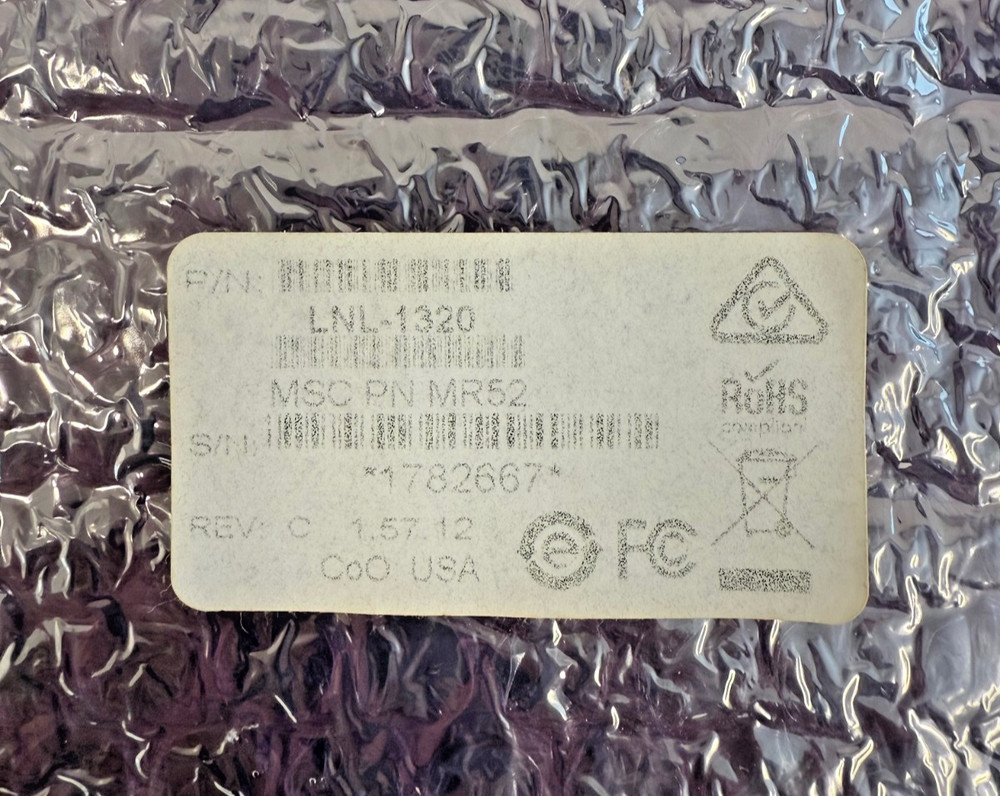 P/N:
LNL-1320
MSC PN MR52
S/N:
*1782667*
REV: C 1.57.12
CoO USA
RoHS
compliant
e
FC